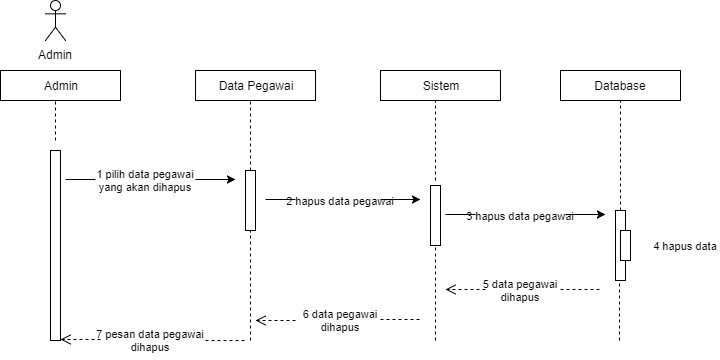 Admin
Admin
Data Pegawai
Sistem
Database
1 pilih data pegawai
yang akan dihapus
2 hapus data pegawai
3 hapus data pegawai
4 hapus data
5 data pegawai
dihapus
6 data pegawai
dihapus
7 pesan data pegawai
dihapus